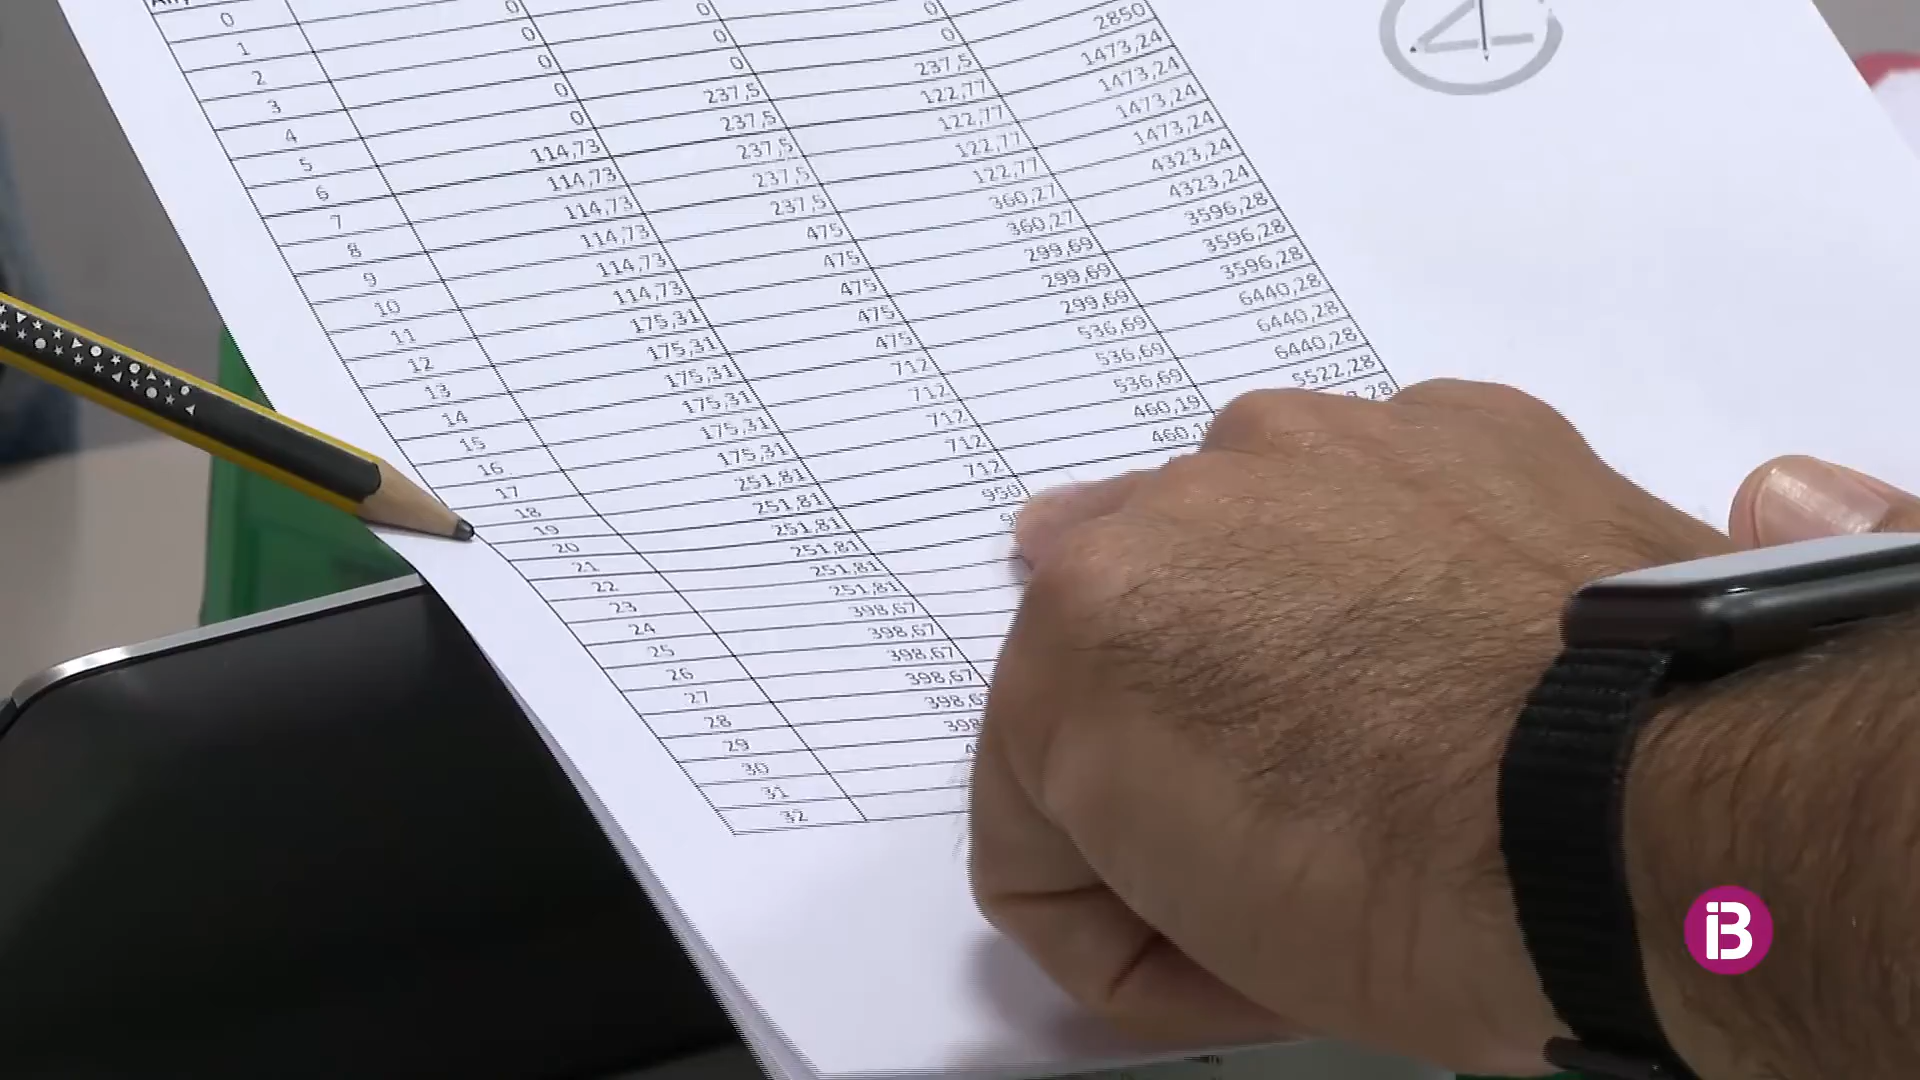 0
1 0
2 0 0
3 0 0 0
4 0 0 0
5 0 237,5 237,5 2850
6 114,73 237,5 122,77 1473,24
7 114,73 237,5 122,77 1473,24
8 114,73 237,5 122,77 1473,24
9 114,73 237,5 122,77 1473,24
10 114,73 475 360,27 4323,24
11 114,73 475 360,27 4323,24
12 175,31 475 299,69 3596,28
13 175,31 475 299,69 3596,28
14 175,31 475 299,69 3596,28
15 175,31 712 536,69 6440,28
16 175,31 712 536,69 6440,28
17 175,31 712 536,69 6440,28
18 251,81 712 460,19 5522,28
19 251,81 712
20 251,81 950
21 251,81
22 251,81
23 251,81
24 398,67
25 398,67
26 398,67
27 398,67
28
29
30
31
32
IB